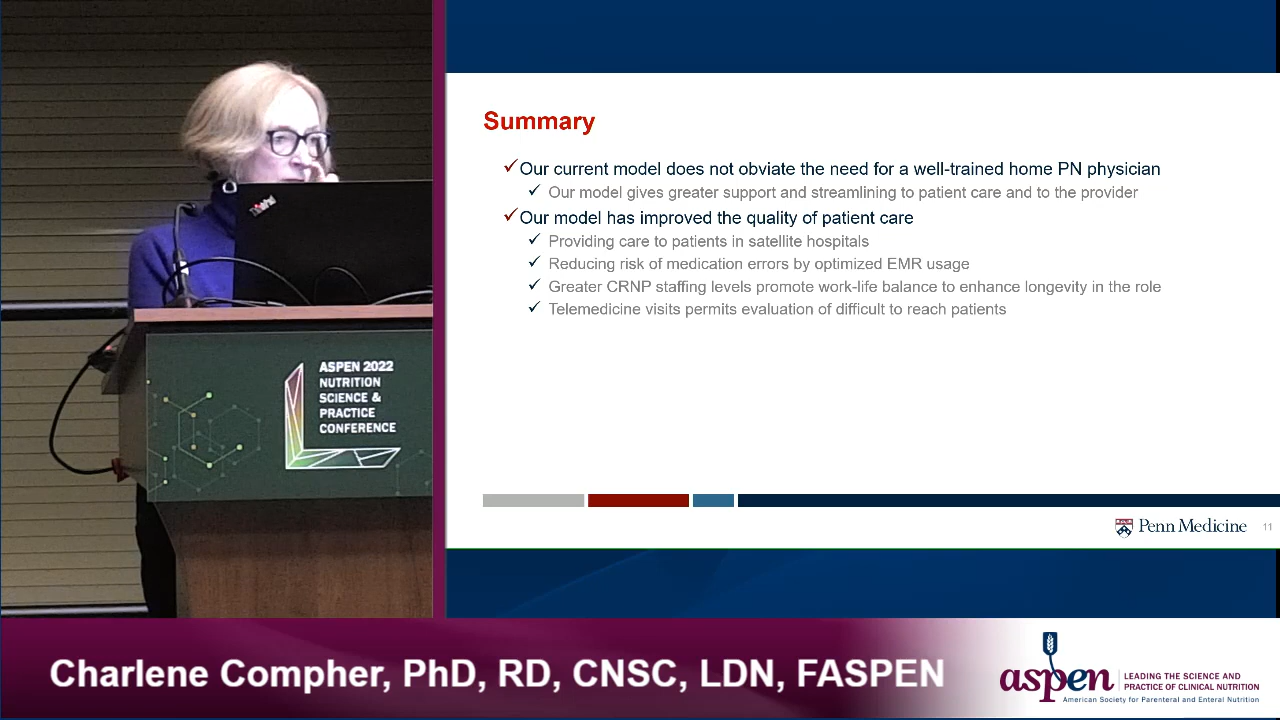 Summary
Our current model does not obviate the need for a well-trained home PN physician
Our model gives greater support and streamlining to patient care and to the provider
Our model has improved the quality of patient care
Providing care to patients in satellite hospitals
Reducing risk of medication errors by optimized EMR usage
Greater CRNP staffing levels promote work-life balance to enhance longevity in the role
Telemedicine visits permits evaluation of difficult to reach patients
Penn Medicine
11
ASPEN 2022
NUTRITION
SCIENCE &
PRACTICE
CONFERENCE
Charlene Compher, PhD, RD, CNSC, LDN, FASPEN
aspen
LEADING THE SCIENCE AND
PRACTICE OF CLINICAL NUTRITION
American Society for Parenteral and Enteral Nutrition